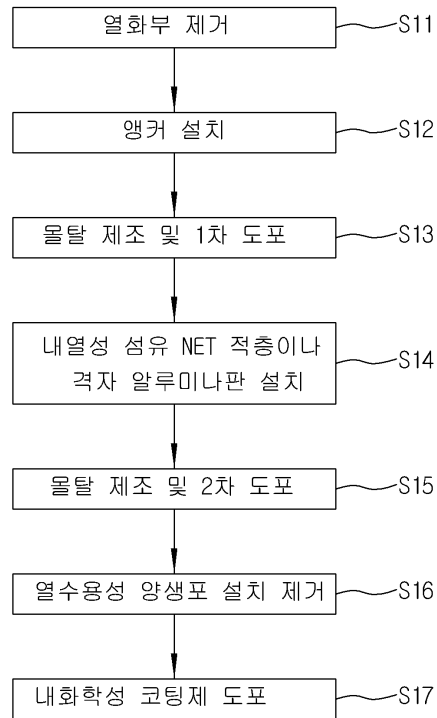 열화부 제거 S11
앵커 설치 S12
몰탈 제조 및 1차 도포 S13
내열성 섬유 NET 적층이나
격자 알루미나판 설치 S14
몰탈 제조 및 2차 도포 S15
열수용성 양생포 설치 제거 S16
내화학성 코팅제 도포 S17